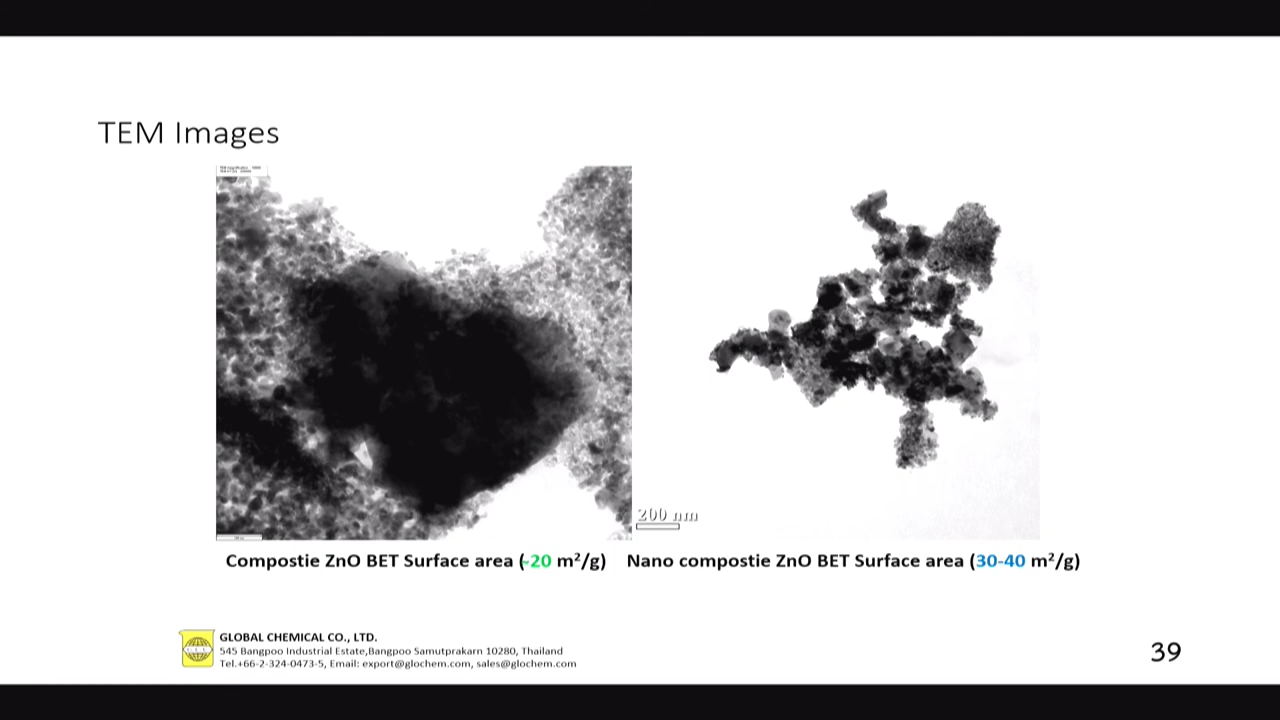 TEM Images
200 nm
Compostie ZnO BET Surface area (~20 m²/g)
Nano compostie ZnO BET Surface area (30-40 m²/g)
GLOBAL CHEMICAL CO., LTD.
545 Bangpoo Industrial Estate,Bangpoo Samutprakarn 10280, Thailand
Tel.+66-2-324-0473-5, Email: export@glochem.com, sales@glochem.com
39